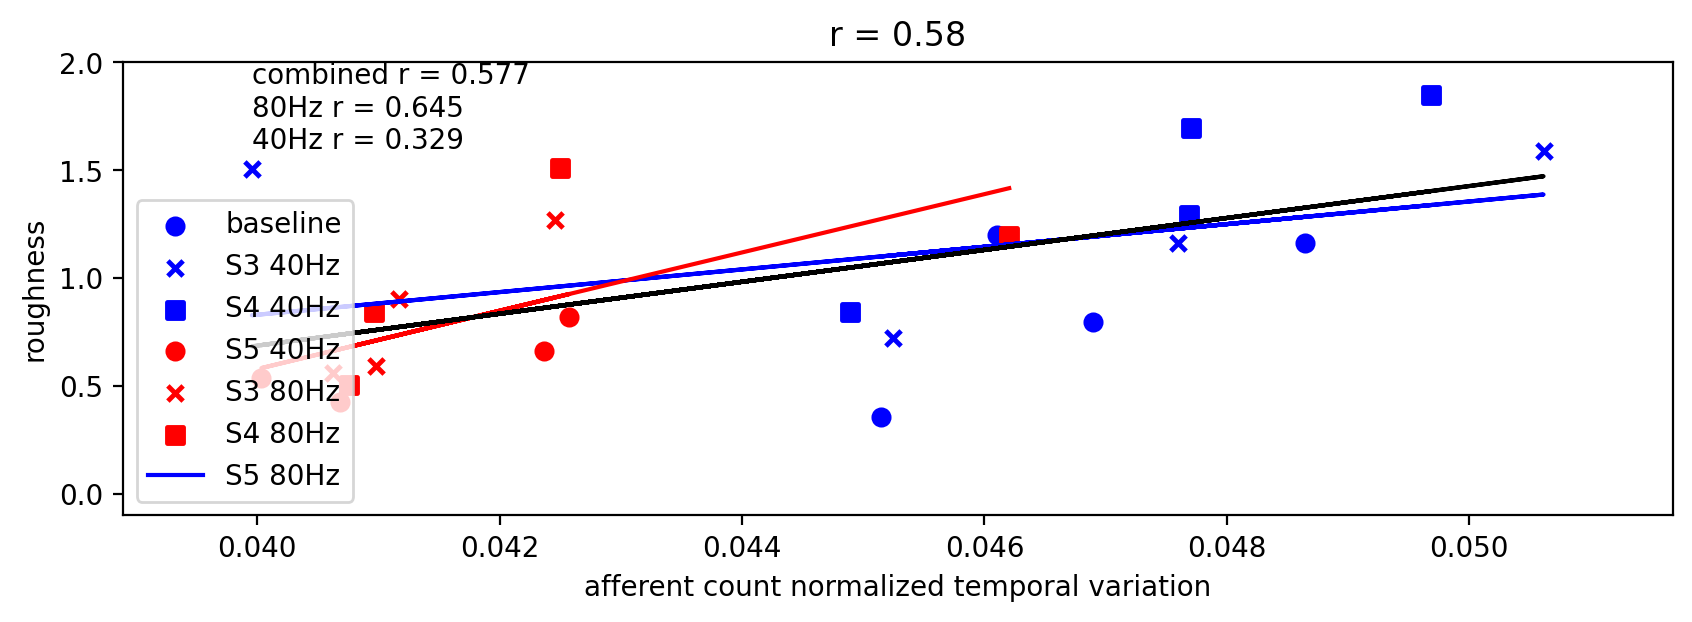 r = 0.58
combined r = 0.577
80Hz r = 0.645
40Hz r = 0.329
2.0
1.5
1.0
0.5
0.0
roughness
baseline
S3 40Hz
S4 40Hz
S5 40Hz
S3 80Hz
S4 80Hz
S5 80Hz
0.040 0.042 0.044 0.046 0.048 0.050
afferent count normalized temporal variation